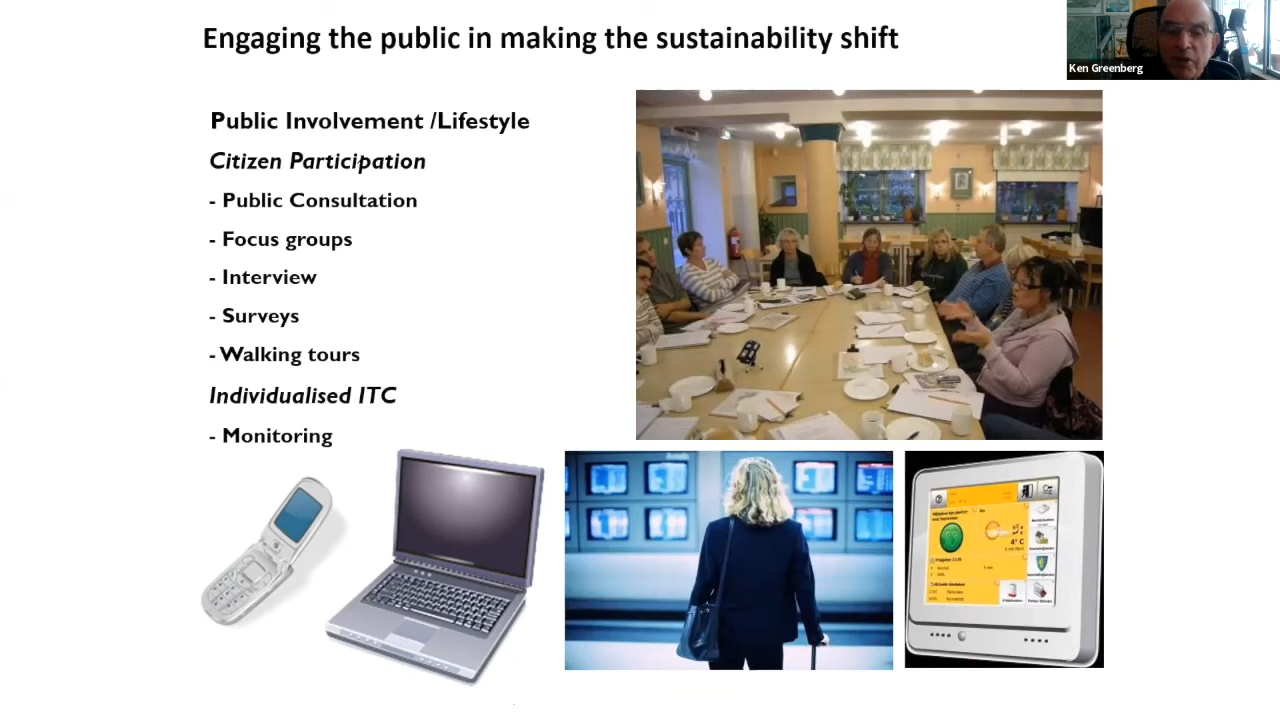 Engaging the public in making the sustainability shift
Ken Greenberg
Public Involvement /Lifestyle
Citizen Participation
- Public Consultation
- Focus groups
- Interview
- Surveys
- Walking tours
Individualised ITC
- Monitoring
4° C